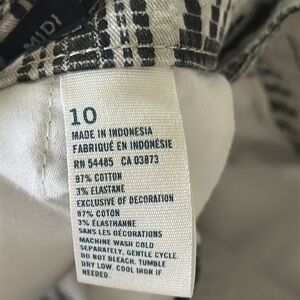 MIDI
10
MADE IN INDONESIA
FABRIQUÉ EN INDONÉSIE
RN 54485 CA 03873
97% COTTON
3% ELASTANE
EXCLUSIVE OF DECORATION
97% COTON
3% ÉLASTHANNE
SANS LES DÉCORATIONS
MACHINE WASH COLD
SEPARATELY, GENTLE CYCLE.
DO NOT BLEACH. TUMBLE
DRY LOW. COOL IRON IF
NEEDED.